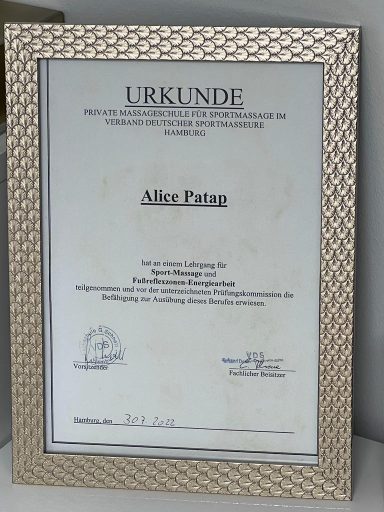 URKUNDE
PRIVATE MASSAGESCHULE FÜR SPORTMASSAGE IM
VERBAND DEUTSCHER SPORTMASSEURE
HAMBURG
Alice Patap
hat an einem Lehrgang für
Sport-Massage und
Fußreflexzonen-Energiearbeit
teilgenommen und vor der unterzeichneten Prüfungskommission die
Befähigung zur Ausübung dieses Berufes erwiesen.
VDS
VDS
Vorsitzender
Fachlicher Beisitzer
Hamburg, den 30.7.2022